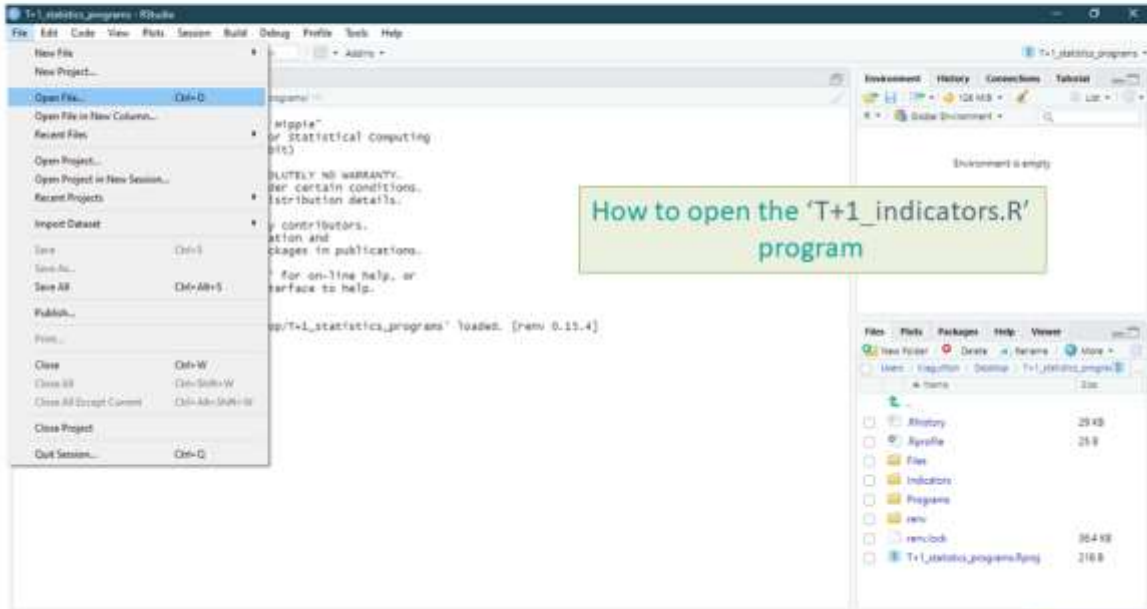 T+1_statistics_programs - RStudio
File Edit Code View Plots Session Build Debug Profile Tools Help
New File
Addins
T+1_statistics_programs
New Project...
Open File... Ctrl+O
Open File in New Column...
Recent Files
Open Project...
Open Project in New Session...
Recent Projects
Import Dataset
Save Ctrl+S
Save As...
Save All Ctrl+Alt+S
Publish...
Print...
Close Ctrl+W
Close All Ctrl+Shift+W
Close All Except Current Ctrl+Alt+Shift+W
Close Project
Quit Session... Ctrl+Q
Hippie"
or Statistical Computing
bit)
OLUTELY NO WARRANTY.
der certain conditions.
istribution details.
y contributors.
ation and
ckages in publications.
' for on-line help, or
terface to help.
op/T+1_statistics_programs' loaded. [renv 0.15.4]
How to open the 'T+1_indicators.R'
program
Environment History Connections Tutorial
List
R Global Environment
Environment is empty
Files Plots Packages Help Viewer
New Folder Delete Rename More
Users Desktop
Name Size
..
.Rhistory 29 KB
.Rprofile 25 B
Files
Indicators
Programs
renv
renv.lock 36.4 KB
T+1_statistics_programs.Rproj 218 B